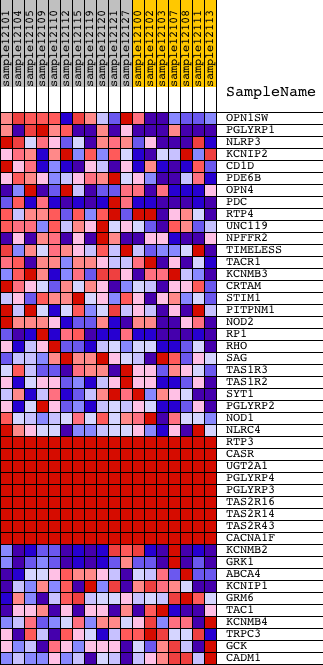 sample12101
sample12104
sample12105
sample12109
sample12110
sample12112
sample12115
sample12119
sample12120
sample12127
sample12100
sample12102
sample12103
sample12107
sample12108
sample12111
SampleName
OPN1SW
PGLYRP1
NLRP3
KCNIP2
CD1D
PDE6B
OPN4
PDC
RTP4
UNC119
NPFFR2
TIMELESS
TACR1
KCNMB3
CRTAM
STIM1
PITPNM1
NOD2
RP1
RHO
SAG
TAS1R3
TAS1R2
SYT1
PGLYRP2
NOD1
NLRC4
RTP3
CASR
UGT2A1
PGLYRP4
PGLYRP3
TAS2R16
TAS2R14
TAS2R43
CACNA1F
KCNMB2
GRK1
ABCA4
KCNIP1
GRM6
TAC1
KCNMB4
TRPC3
GCK
CADM1